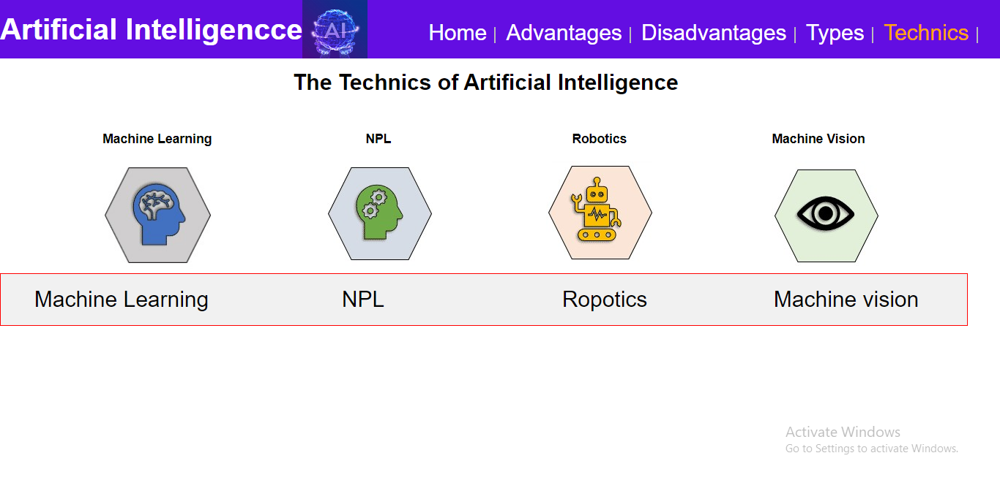 Artificial Intelligencce AI Home | Advantages | Disadvantages | Types | Technics |
The Technics of Artificial Intelligence
Machine Learning NPL Robotics Machine Vision
Machine Learning NPL Ropotics Machine vision
Activate Windows
Go to Settings to activate Windows.